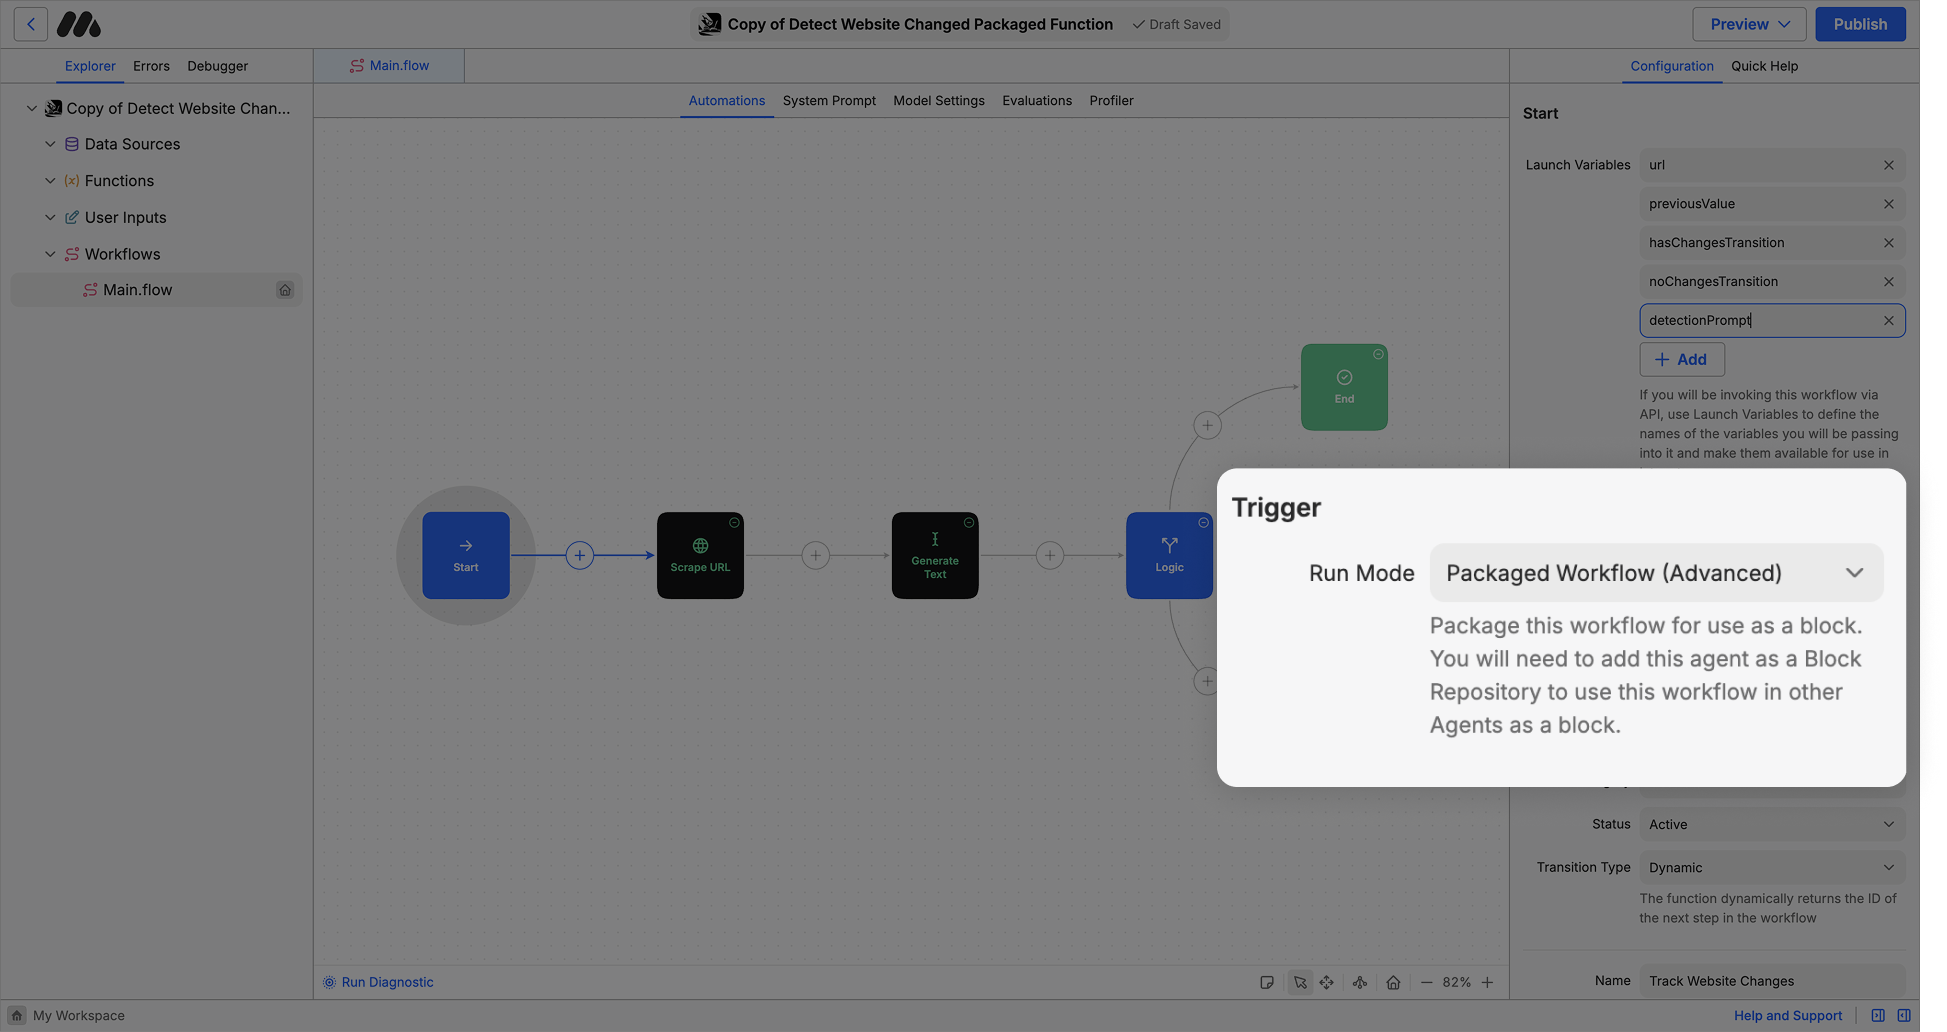 Copy of Detect Website Changed Packaged Function
Draft Saved
Preview
Publish
Explorer
Errors
Debugger
Main.flow
Configuration
Quick Help
Automations
System Prompt
Model Settings
Evaluations
Profiler
Copy of Detect Website Chan...
Data Sources
Functions
User Inputs
Workflows
Main.flow
Start
Scrape URL
Generate
Text
Logic
End
Start
Launch Variables
url
previousValue
hasChangesTransition
noChangesTransition
detectionPrompt
Add
If you will be invoking this workflow via
API, use Launch Variables to define the
names of the variables you will be passing
into it and make them available for use in
Trigger
Run Mode
Packaged Workflow (Advanced)
Package this workflow for use as a block.
You will need to add this agent as a Block
Repository to use this workflow in other
Agents as a block.
Status
Active
Transition Type
Dynamic
The function dynamically returns the ID of
the next step in the workflow
Name
Track Website Changes
Run Diagnostic
82%
My Workspace
Help and Support